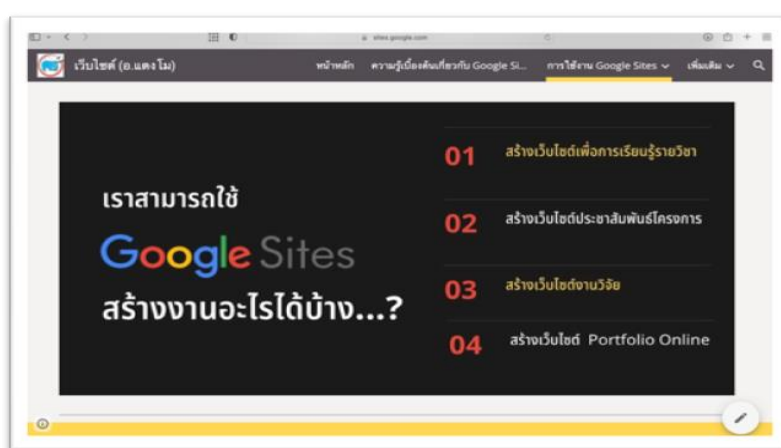 sites.google.com
เว็บไซต์ (อ.แตงโม)
หน้าหลัก
ความรู้เบื้องต้นเกี่ยวกับ Google Si...
การใช้งาน Google Sites
เพิ่มเติม
เราสามารถใช้
Google Sites
สร้างงานอะไรได้บ้าง...?
01 สร้างเว็บไซต์เพื่อการเรียนรู้รายวิชา
02 สร้างเว็บไซต์ประชาสัมพันธ์โครงการ
03 สร้างเว็บไซต์งานวิจัย
04 สร้างเว็บไซต์ Portfolio Online